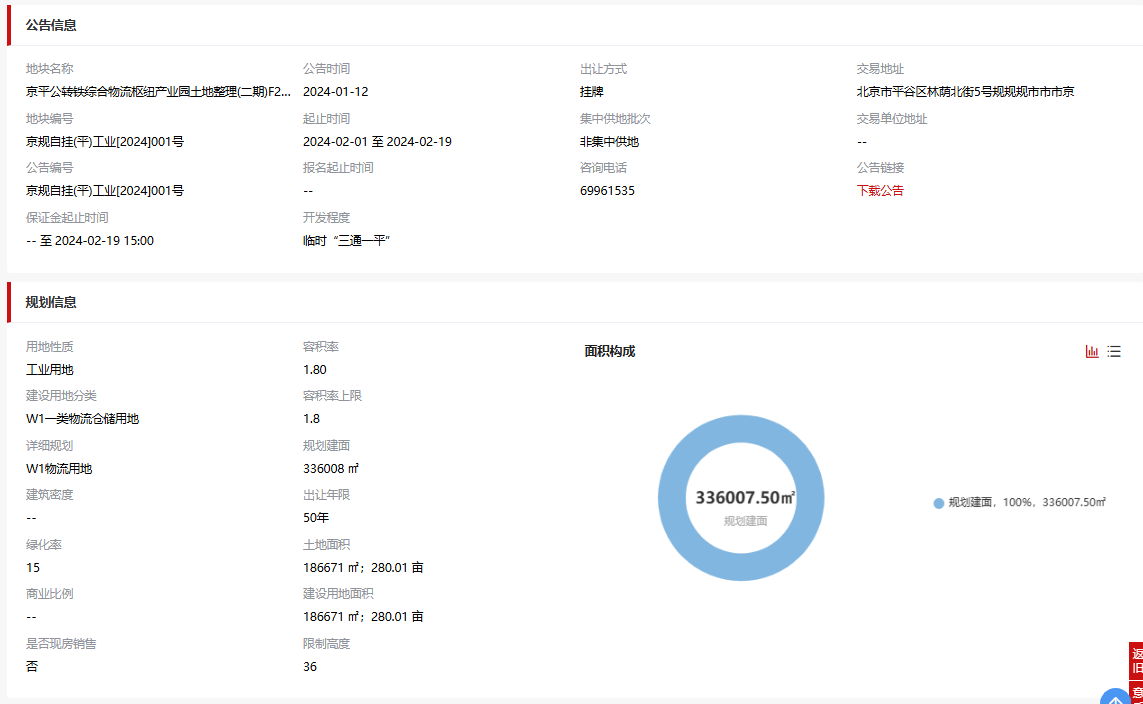 公告信息
地块名称
公告时间
出让方式
交易地址
京平公转铁综合物流枢纽产业园土地整理(二期)F2...
2024-01-12
挂牌
北京市平谷区林荫北街5号规规规市市市京
地块编号
起止时间
集中供地批次
交易单位地址
京规自挂(平)工业[2024]001号
2024-02-01 至 2024-02-19
非集中供地
--
公告编号
报名起止时间
咨询电话
公告链接
京规自挂(平)工业[2024]001号
--
69961535
下载公告
保证金起止时间
开发程度
-- 至 2024-02-19 15:00
临时“三通一平”
规划信息
用地性质
容积率
面积构成
工业用地
1.80
建设用地分类
容积率上限
W1一类物流仓储用地
1.8
详细规划
规划建面
W1物流用地
336008 ㎡
建筑密度
出让年限
336007.50㎡
规划建面，100%，336007.50㎡
--
50年
规划建面
绿化率
土地面积
15
186671 ㎡；280.01 亩
商业比例
建设用地面积
--
186671 ㎡；280.01 亩
是否现房销售
限制高度
否
36
返
旧
意